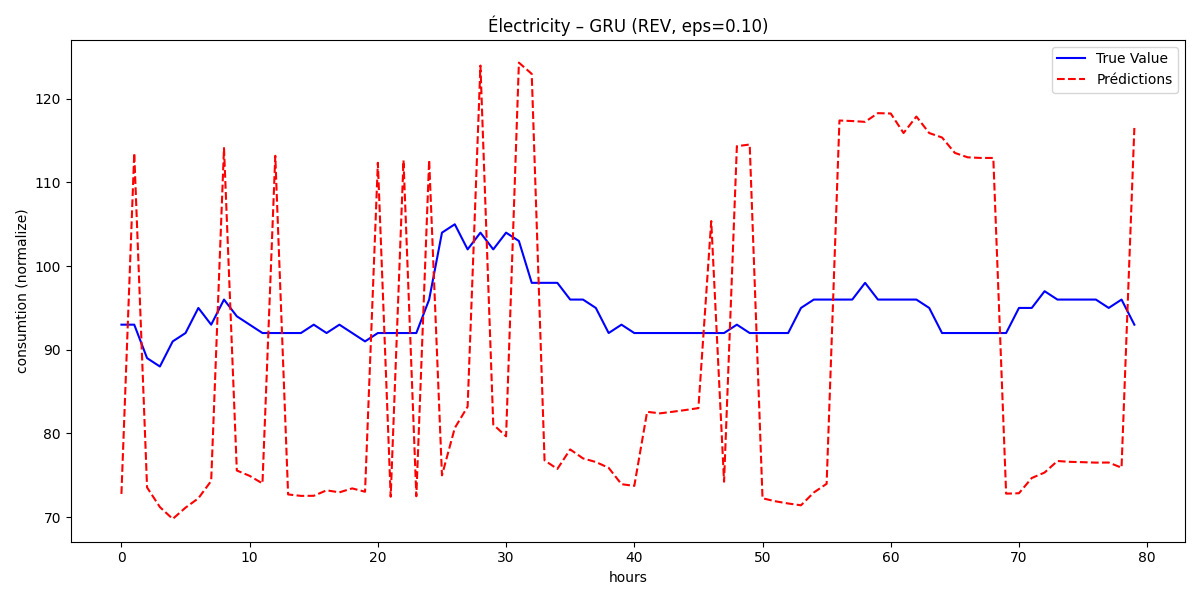 Électricity – GRU (REV, eps=0.10)
True Value
Prédictions
consumtion (normalize)
120
110
100
90
80
70
0 10 20 30 40 50 60 70 80
hours